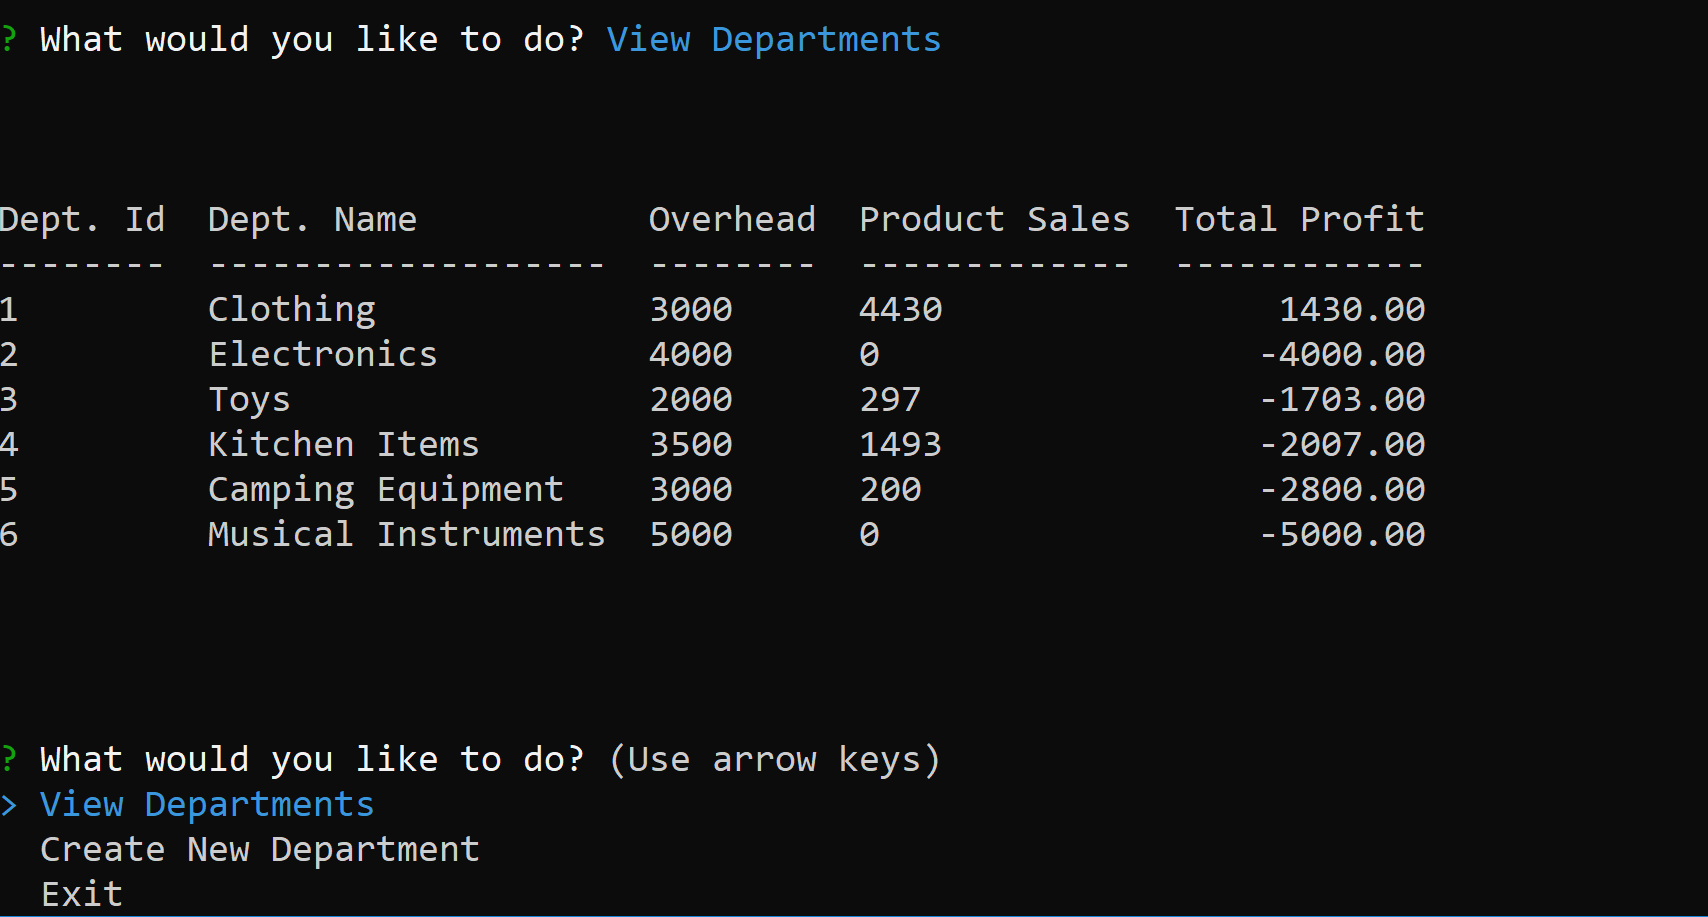 ? What would you like to do? View Departments
Dept. Id  Dept. Name           Overhead  Product Sales  Total Profit
--------  -------------------  --------  -------------  ------------
1         Clothing             3000      4430                1430.00
2         Electronics          4000      0                  -4000.00
3         Toys                 2000      297                -1703.00
4         Kitchen Items        3500      1493               -2007.00
5         Camping Equipment    3000      200                -2800.00
6         Musical Instruments  5000      0                  -5000.00
? What would you like to do? (Use arrow keys)
> View Departments
  Create New Department
  Exit